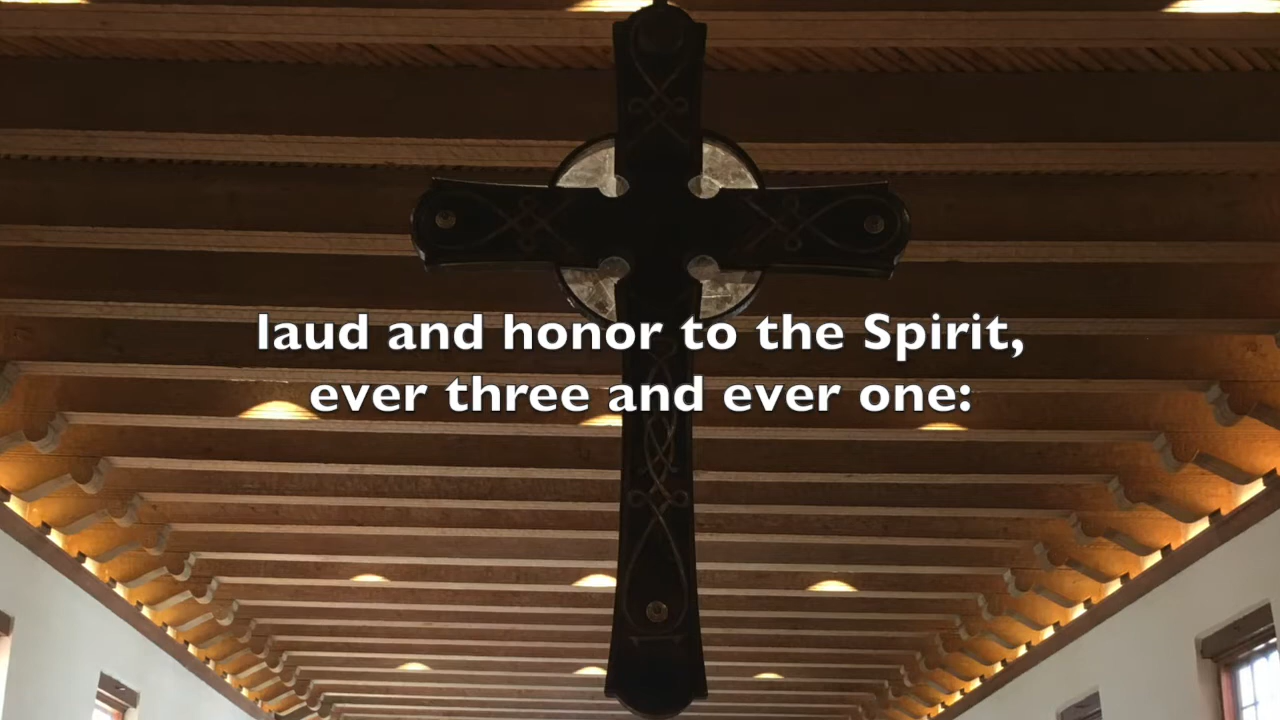 laud and honor to the Spirit,
ever three and ever one: